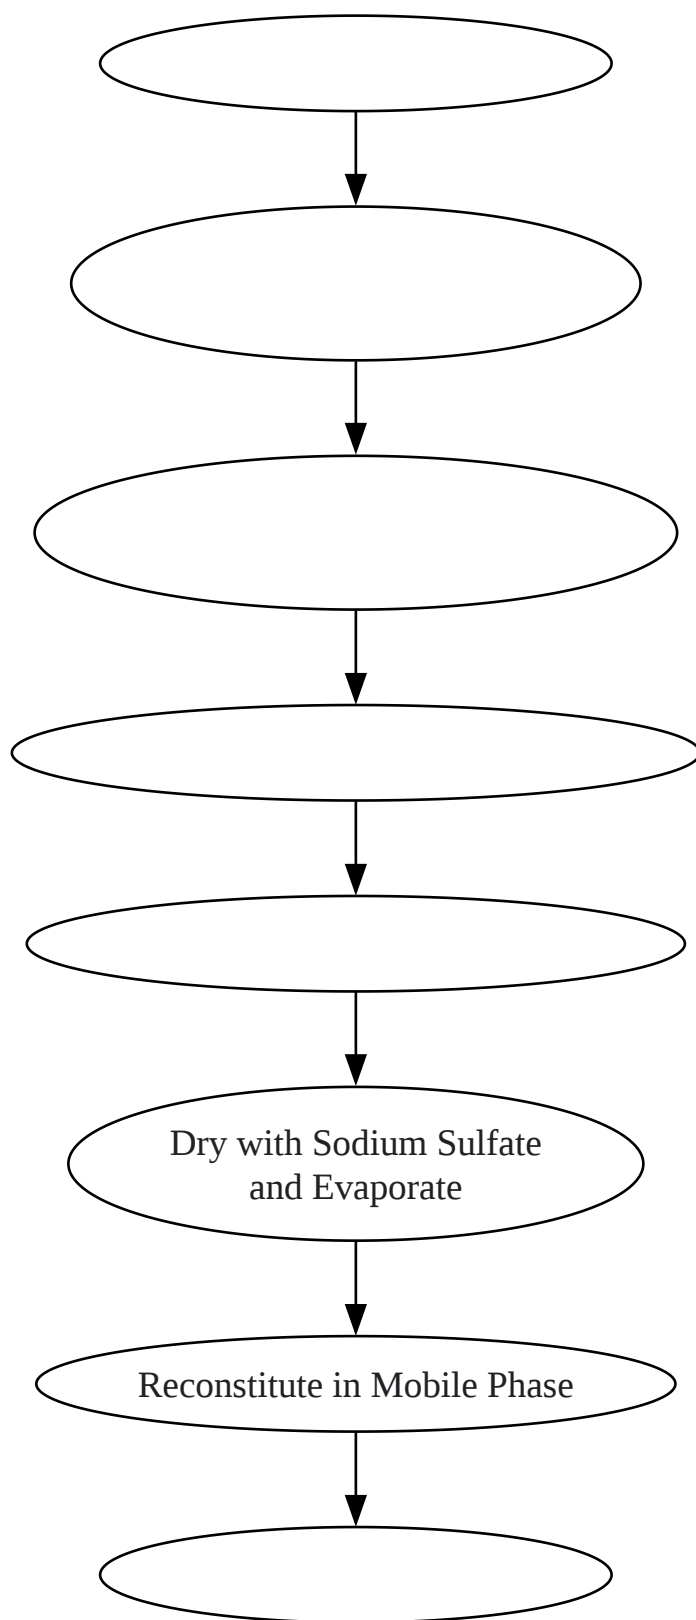 Dry with Sodium Sulfate
and Evaporate
Reconstitute in Mobile Phase